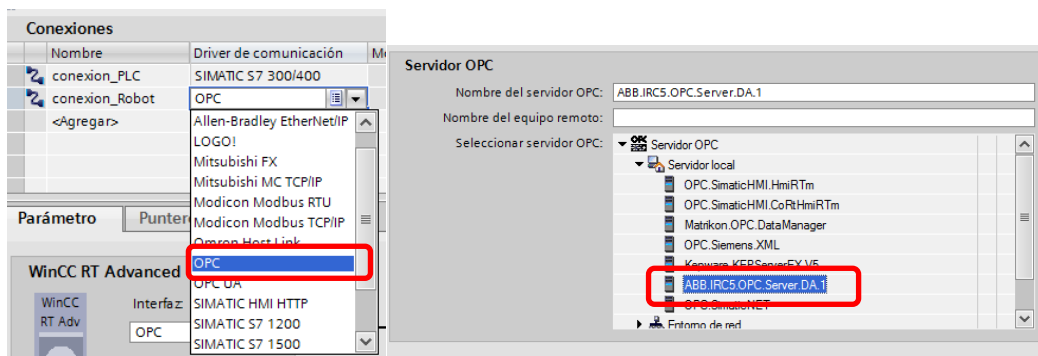 Conexiones
Nombre Driver de comunicación
conexion_PLC SIMATIC S7 300/400
conexion_Robot OPC
<Agregar> Allen-Bradley EtherNet/IP
LOGO!
Mitsubishi FX
Mitsubishi MC TCP/IP
Modicon Modbus RTU
Modicon Modbus TCP/IP
Omron Host Link
OPC
OPC UA
SIMATIC HMI HTTP
SIMATIC S7 1200
SIMATIC S7 1500
Parámetro Punter
WinCC RT Advanced
WinCC
RT Adv
Interfaz
OPC
Servidor OPC
Nombre del servidor OPC: ABB.IRC5.OPC.Server.DA.1
Nombre del equipo remoto:
Seleccionar servidor OPC: OPC Servidor OPC
Servidor local
OPC.SimaticHMI.HmiRTm
OPC.SimaticHMI.CoRtHmiRTm
Matrikon.OPC.DataManager
OPC.Siemens.XML
Kepware.KEPServerEX.V5
ABB.IRC5.OPC.Server.DA.1
OPC.SimaticNET
Entorno de red